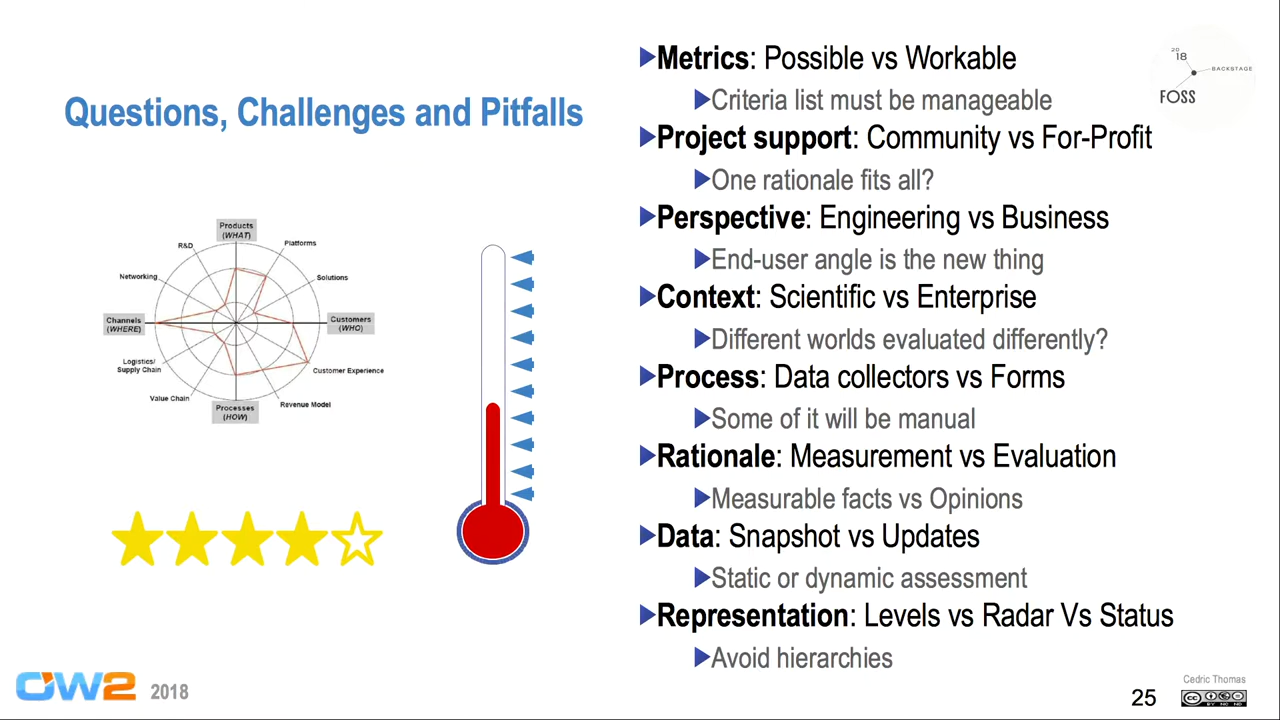 Questions, Challenges and Pitfalls
Products
(WHAT)
R&D
Platforms
Networking
Solutions
Channels
(WHERE)
Customers
(WHO)
Logistics/
Supply Chain
Customer Experience
Value Chain
Revenue Model
Processes
(HOW)
Metrics: Possible vs Workable
Criteria list must be manageable
Project support: Community vs For-Profit
One rationale fits all?
Perspective: Engineering vs Business
End-user angle is the new thing
Context: Scientific vs Enterprise
Different worlds evaluated differently?
Process: Data collectors vs Forms
Some of it will be manual
Rationale: Measurement vs Evaluation
Measurable facts vs Opinions
Data: Snapshot vs Updates
Static or dynamic assessment
Representation: Levels vs Radar Vs Status
Avoid hierarchies
20
18
BACKSTAGE
FOSS
OW2 2018
Cedric Thomas
25
CC
BY NC ND